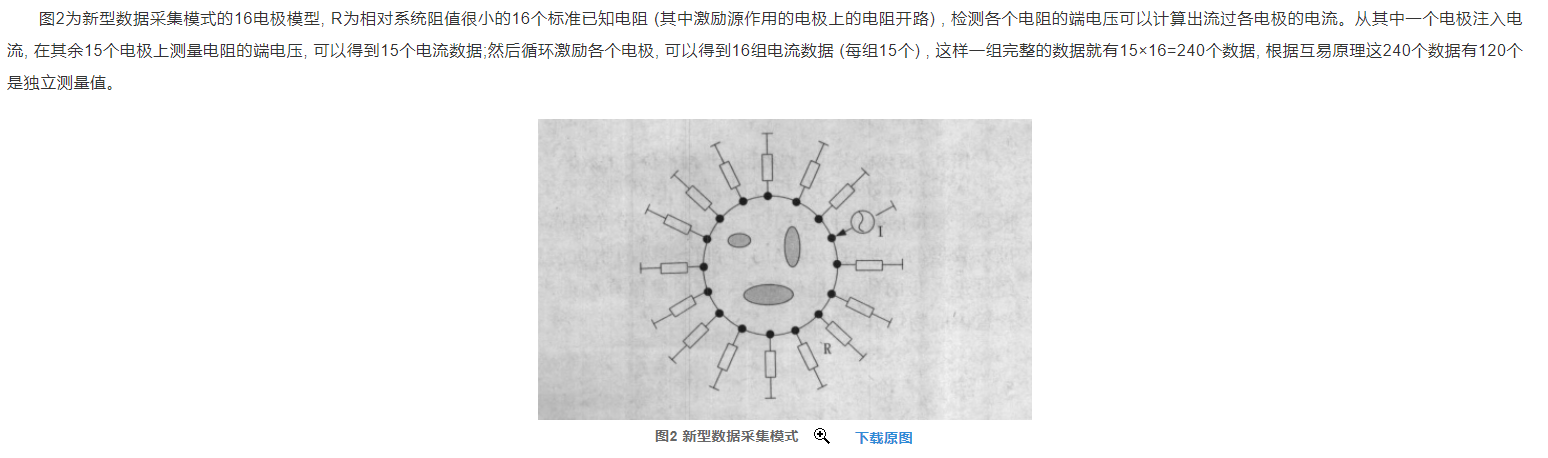 图2为新型数据采集模式的16电极模型, R为相对系统阻值很小的16个标准已知电阻 (其中激励源作用的电极上的电阻开路) , 检测各个电阻的端电压可以计算出流过各电极的电流。从其中一个电极注入电
流, 在其余15个电极上测量电阻的端电压, 可以得到15个电流数据;然后循环激励各个电极, 可以得到16组电流数据 (每组15个) , 这样一组完整的数据就有15×16=240个数据, 根据互易原理这240个数据有120个
是独立测量值。
I
R
图2 新型数据采集模式 下载原图